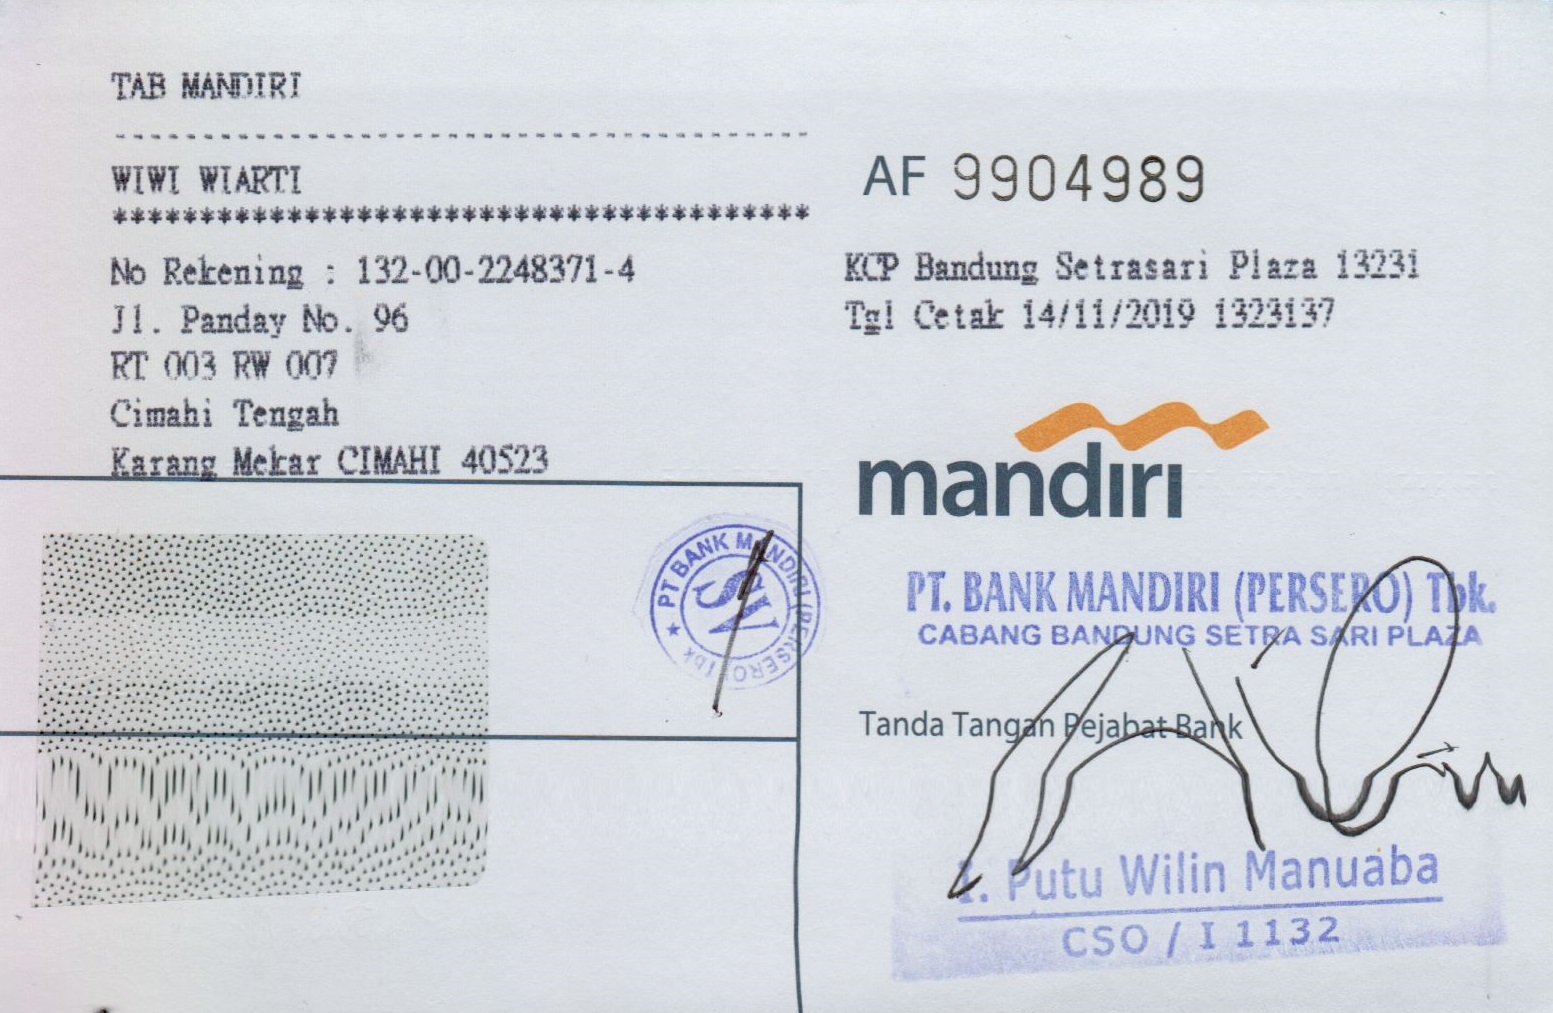 TAB MANDIRI
----------------------------------------
WIWI WIARTI
****************************************
No Rekening : 132-00-2248371-4
Jl. Panday No. 96
RT 003 RW 007
Cimahi Tengah
Karang Mekar CIMAHI 40523
AF 9904989
KCP Bandung Setrasari Plaza 13231
Tgl Cetak 14/11/2019 1323137
mandiri
PT BANK MANDIRI (PERSERO) Tbk
PT. BANK MANDIRI (PERSERO) Tbk.
CABANG BANDUNG SETRA SARI PLAZA
Tanda Tangan Pejabat Bank
I. Putu Wilin Manuaba
CSO / I 1132